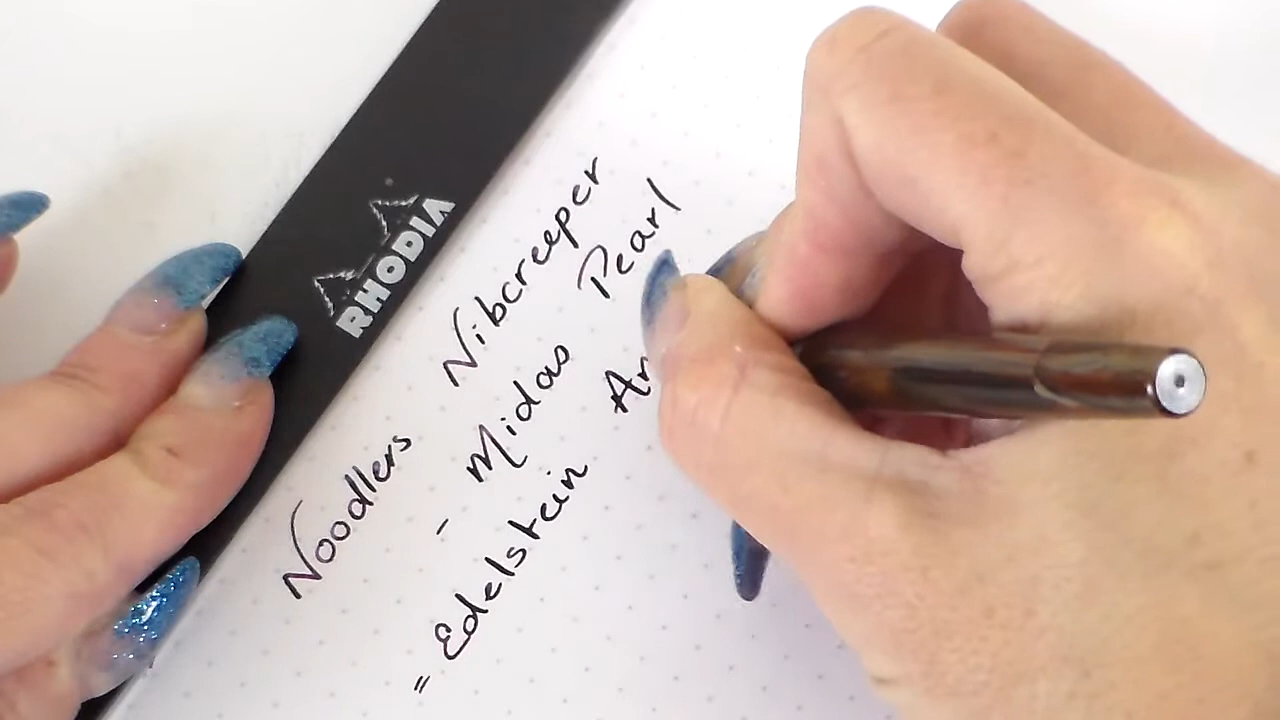 RHODIA
Noodlers Nibcreeper
- Midas Pearl
= Edelstein